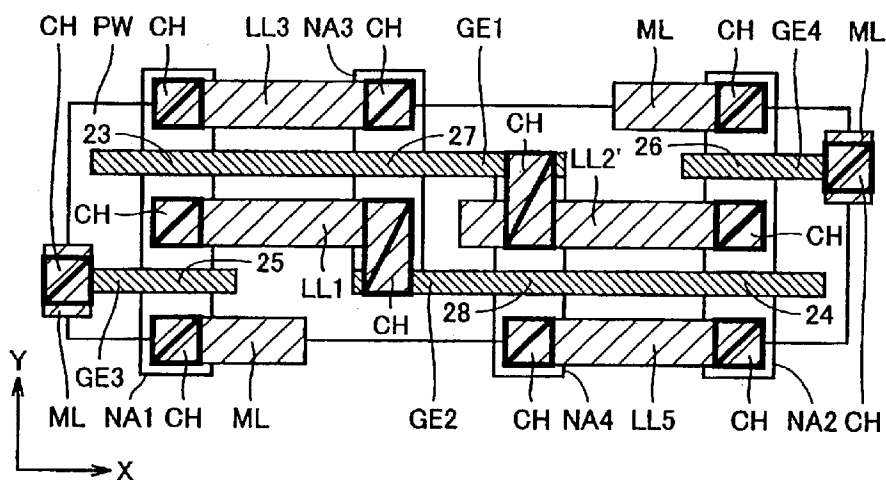 CH PW CH LL3 NA3 CH GE1 ML CH GE4 ML
23 27 CH LL2' 26
CH CH CH
25 LL1 CH 28 24
Y GE3
ML NA1 CH ML GE2 CH NA4 LL5 CH NA2 CH
X